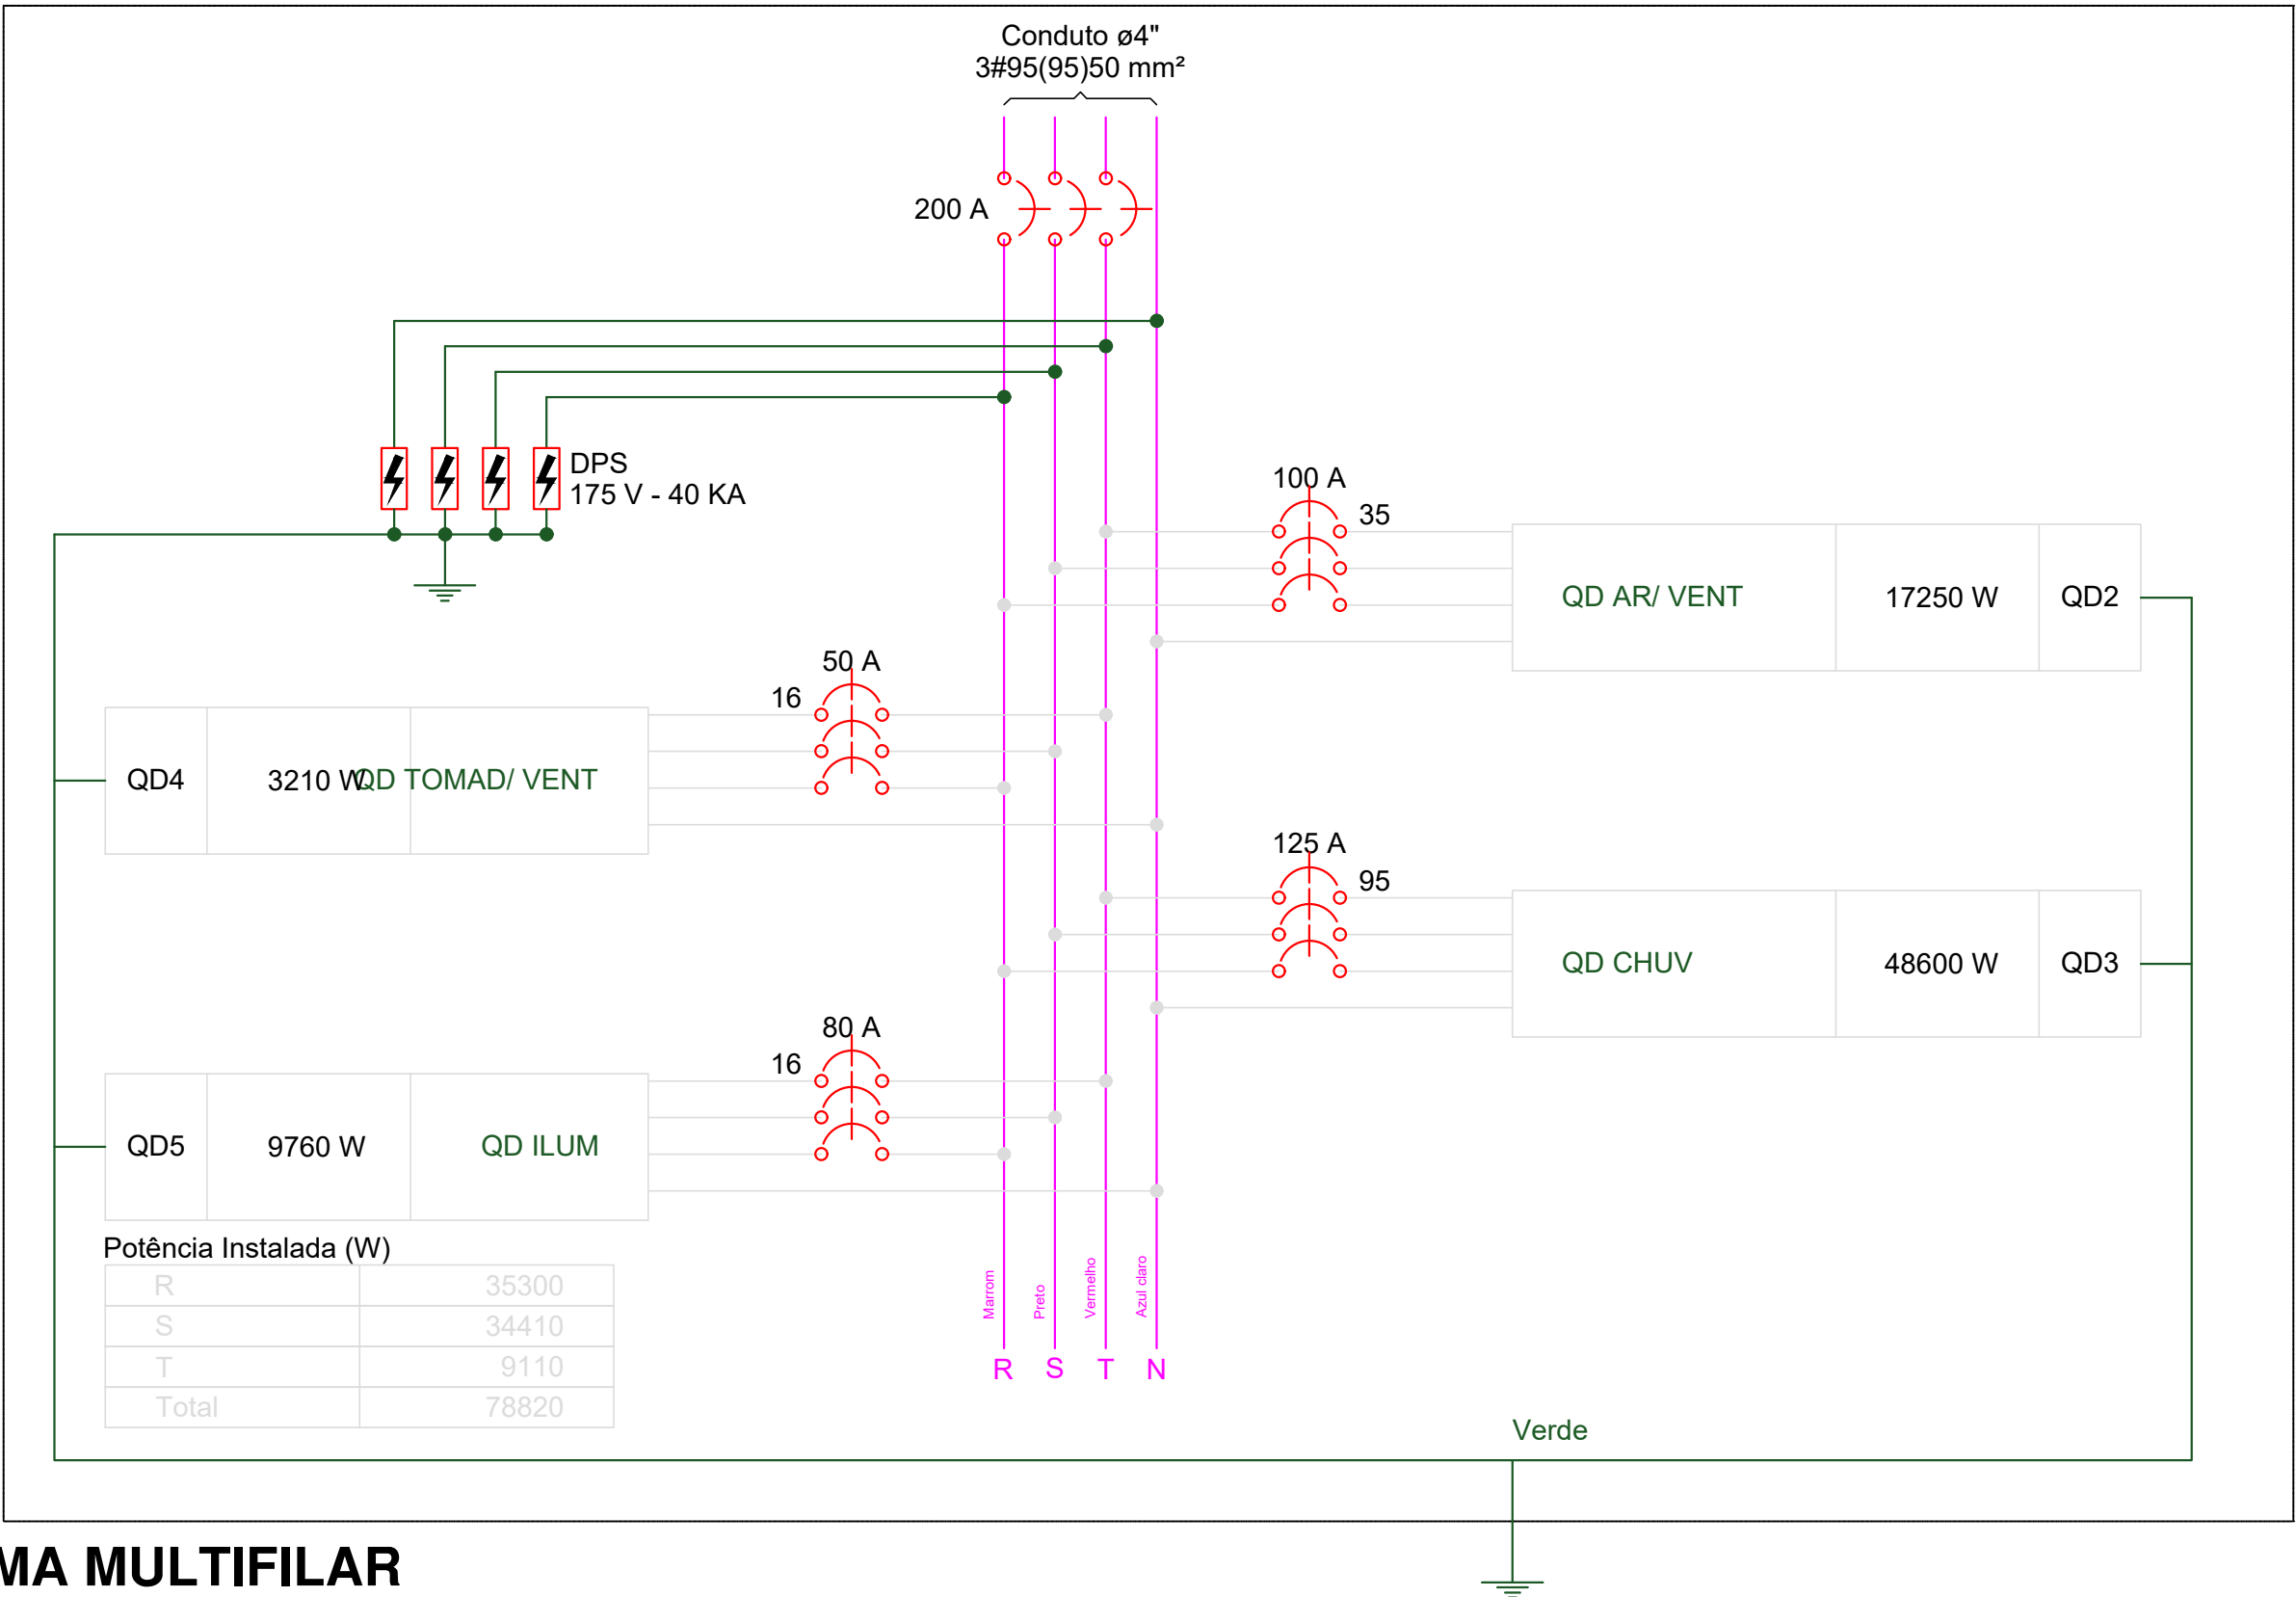 Conduto ø4"
3#95(95)50 mm²
200 A
DPS
175 V - 40 KA
100 A
35
QD AR/ VENT 17250 W QD2
50 A
16
QD4 3210 W QD TOMAD/ VENT
125 A
95
QD CHUV 48600 W QD3
80 A
16
QD5 9760 W QD ILUM
Potência Instalada (W)
R 35300
S 34410
T 9110
Total 78820
Marrom
Preto
Vermelho
Azul claro
R S T N
Verde
MA MULTIFILAR